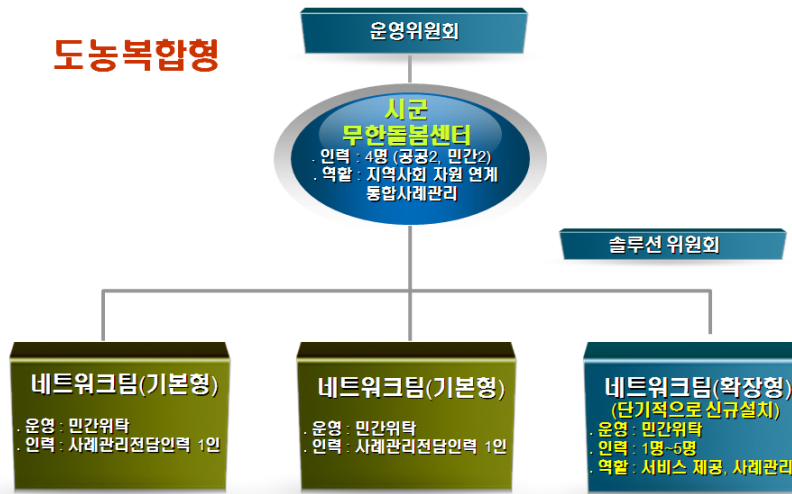 도농복합형
운영위원회
시군
무한돌봄센터
. 인력 : 4명 (공공2, 민간2)
. 역할 : 지역사회 자원 연계
통합사례관리
솔루션 위원회
네트워크팀(기본형)
. 운영 : 민간위탁
. 인력 : 사례관리전담인력 1인
네트워크팀(기본형)
. 운영 : 민간위탁
. 인력 : 사례관리전담인력 1인
네트워크팀(확장형)
(단기적으로 신규설치)
. 운영 : 민간위탁
. 인력 : 1명~5명
. 역할 : 서비스 제공, 사례관리